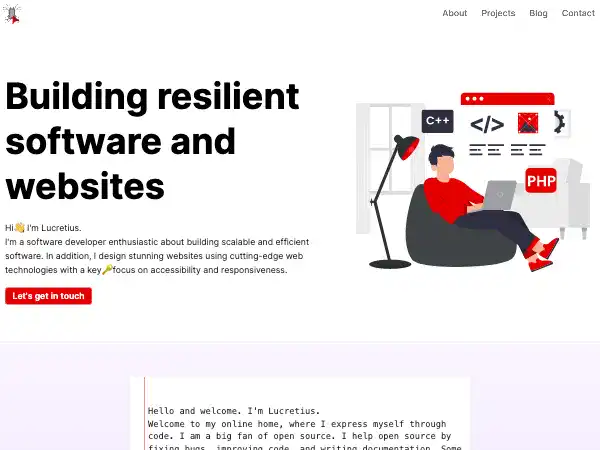 About Projects Blog Contact
Building resilient
software and
websites
C++
</>
PHP
Hi👋 I'm Lucretius.
I'm a software developer enthusiastic about building scalable and efficient
software. In addition, I design stunning websites using cutting-edge web
technologies with a key🔑focus on accessibility and responsiveness.
Let's get in touch
Hello and welcome. I'm Lucretius.
Welcome to my online home, where I express myself through
code. I am a big fan of open source. I help open source by
fixing bugs, improving code, and writing documentation. Some